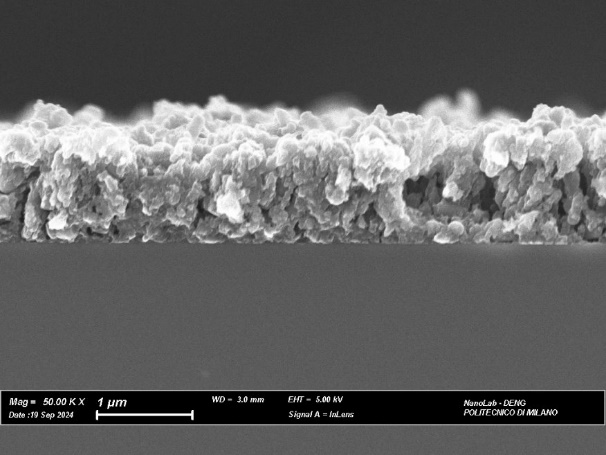 Mag = 50.00 K X
1 µm
WD = 3.0 mm
EHT = 5.00 kV
NanoLab - DENG
Date :19 Sep 2024
Signal A = InLens
POLITECNICO DI MILANO